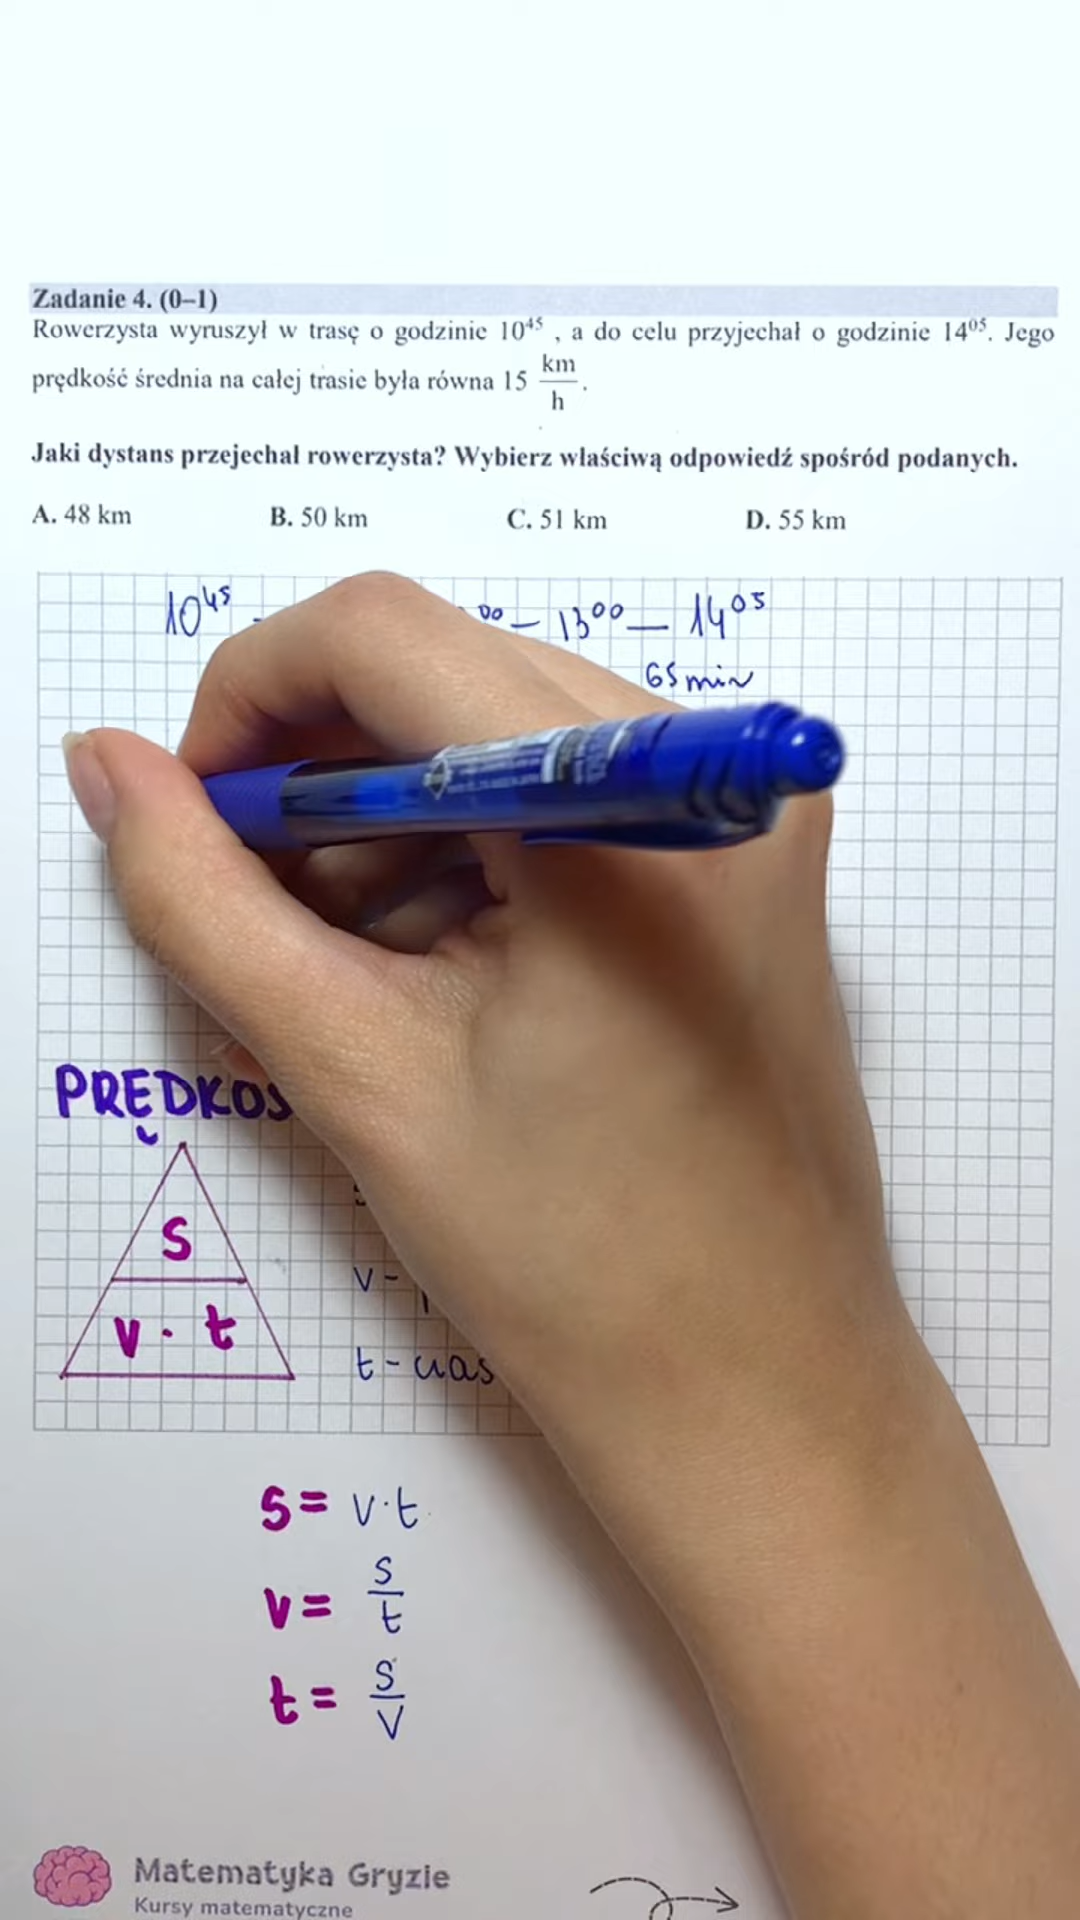 Zadanie 4. (0–1)
Rowerzysta wyruszył w trasę o godzinie 10⁴⁵ , a do celu przyjechał o godzinie 14⁰⁵. Jego
prędkość średnia na całej trasie była równa 15 km/h .
Jaki dystans przejechał rowerzysta? Wybierz właściwą odpowiedź spośród podanych.
A. 48 km B. 50 km C. 51 km D. 55 km
10⁴⁵ – ⁰⁰ – 13⁰⁰ – 14⁰⁵
65 min
PRĘDKOŚ
s
v · t
v -
t - czas
s = v·t
v = s/t
t = s/v
Matematyka Gryzie
Kursy matematyczne